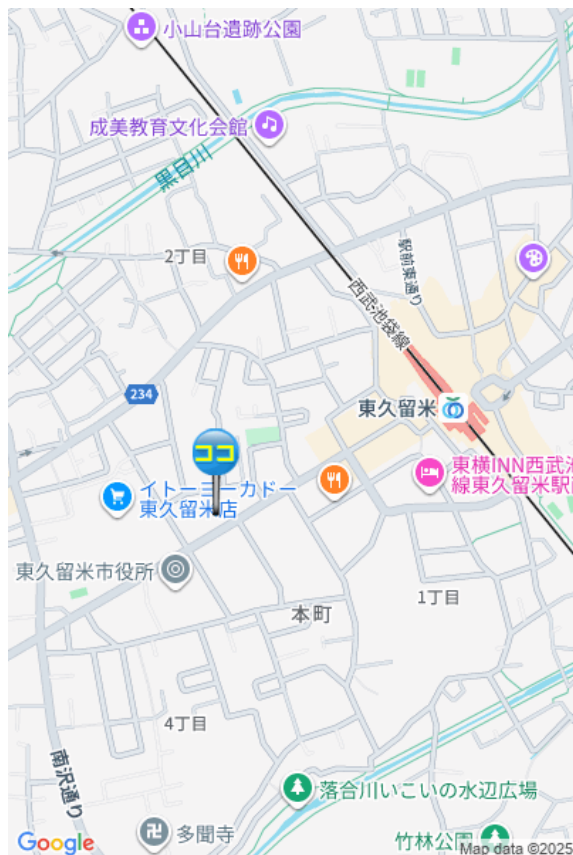 小山台遺跡公園
成美教育文化会館
黒目川
2丁目
駅前東通り
西武池袋線
234
東久留米
ココ
イトーヨーカドー
東久留米店
東横INN西武池
線東久留米駅西
東久留米市役所
1丁目
本町
4丁目
南沢通り
落合川いこいの水辺広場
多聞寺
竹林公園
Google
Map data ©2025